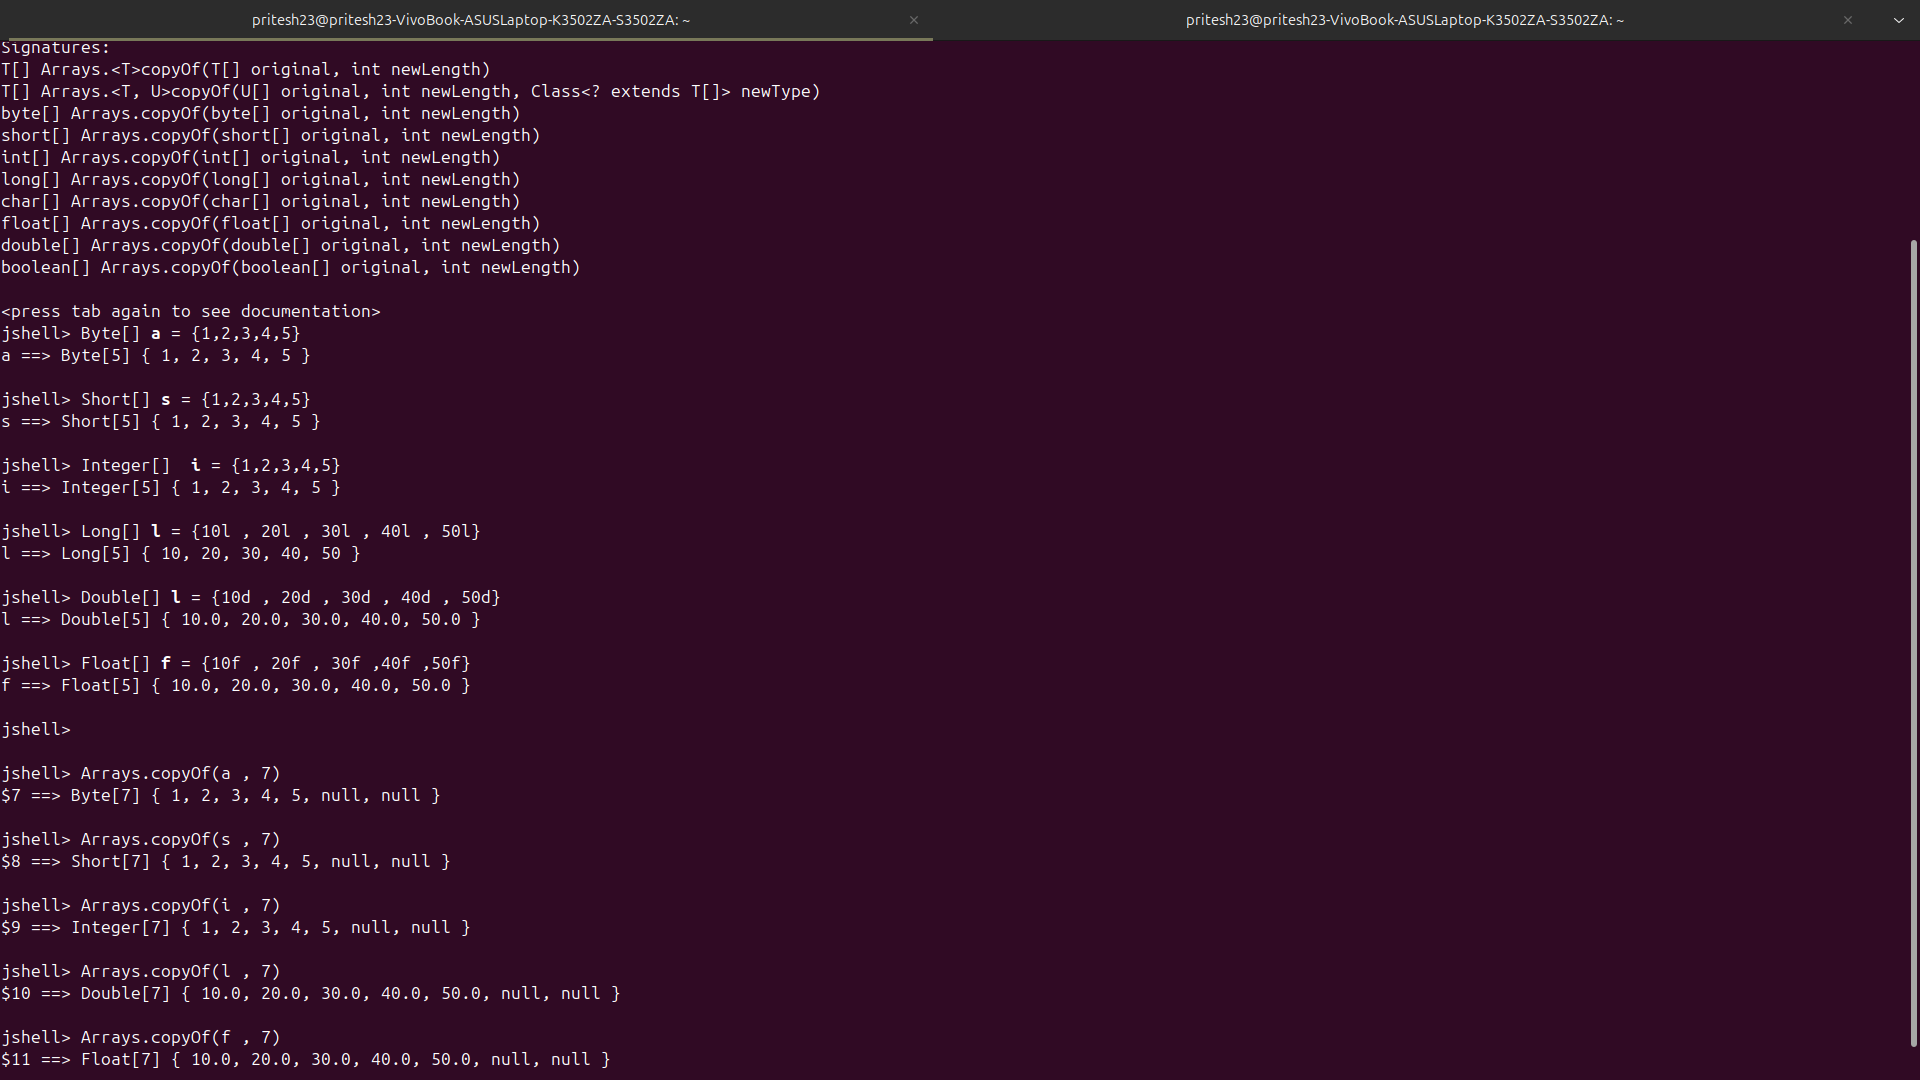 pritesh23@pritesh23-VivoBook-ASUSLaptop-K3502ZA-S3502ZA: ~
pritesh23@pritesh23-VivoBook-ASUSLaptop-K3502ZA-S3502ZA: ~
Signatures:
T[] Arrays.<T>copyOf(T[] original, int newLength)
T[] Arrays.<T, U>copyOf(U[] original, int newLength, Class<? extends T[]> newType)
byte[] Arrays.copyOf(byte[] original, int newLength)
short[] Arrays.copyOf(short[] original, int newLength)
int[] Arrays.copyOf(int[] original, int newLength)
long[] Arrays.copyOf(long[] original, int newLength)
char[] Arrays.copyOf(char[] original, int newLength)
float[] Arrays.copyOf(float[] original, int newLength)
double[] Arrays.copyOf(double[] original, int newLength)
boolean[] Arrays.copyOf(boolean[] original, int newLength)
<press tab again to see documentation>
jshell> Byte[] a = {1,2,3,4,5}
a ==> Byte[5] { 1, 2, 3, 4, 5 }
jshell> Short[] s = {1,2,3,4,5}
s ==> Short[5] { 1, 2, 3, 4, 5 }
jshell> Integer[]  i = {1,2,3,4,5}
i ==> Integer[5] { 1, 2, 3, 4, 5 }
jshell> Long[] l = {10l , 20l , 30l , 40l , 50l}
l ==> Long[5] { 10, 20, 30, 40, 50 }
jshell> Double[] l = {10d , 20d , 30d , 40d , 50d}
l ==> Double[5] { 10.0, 20.0, 30.0, 40.0, 50.0 }
jshell> Float[] f = {10f , 20f , 30f ,40f ,50f}
f ==> Float[5] { 10.0, 20.0, 30.0, 40.0, 50.0 }
jshell>
jshell> Arrays.copyOf(a , 7)
$7 ==> Byte[7] { 1, 2, 3, 4, 5, null, null }
jshell> Arrays.copyOf(s , 7)
$8 ==> Short[7] { 1, 2, 3, 4, 5, null, null }
jshell> Arrays.copyOf(i , 7)
$9 ==> Integer[7] { 1, 2, 3, 4, 5, null, null }
jshell> Arrays.copyOf(l , 7)
$10 ==> Double[7] { 10.0, 20.0, 30.0, 40.0, 50.0, null, null }
jshell> Arrays.copyOf(f , 7)
$11 ==> Float[7] { 10.0, 20.0, 30.0, 40.0, 50.0, null, null }